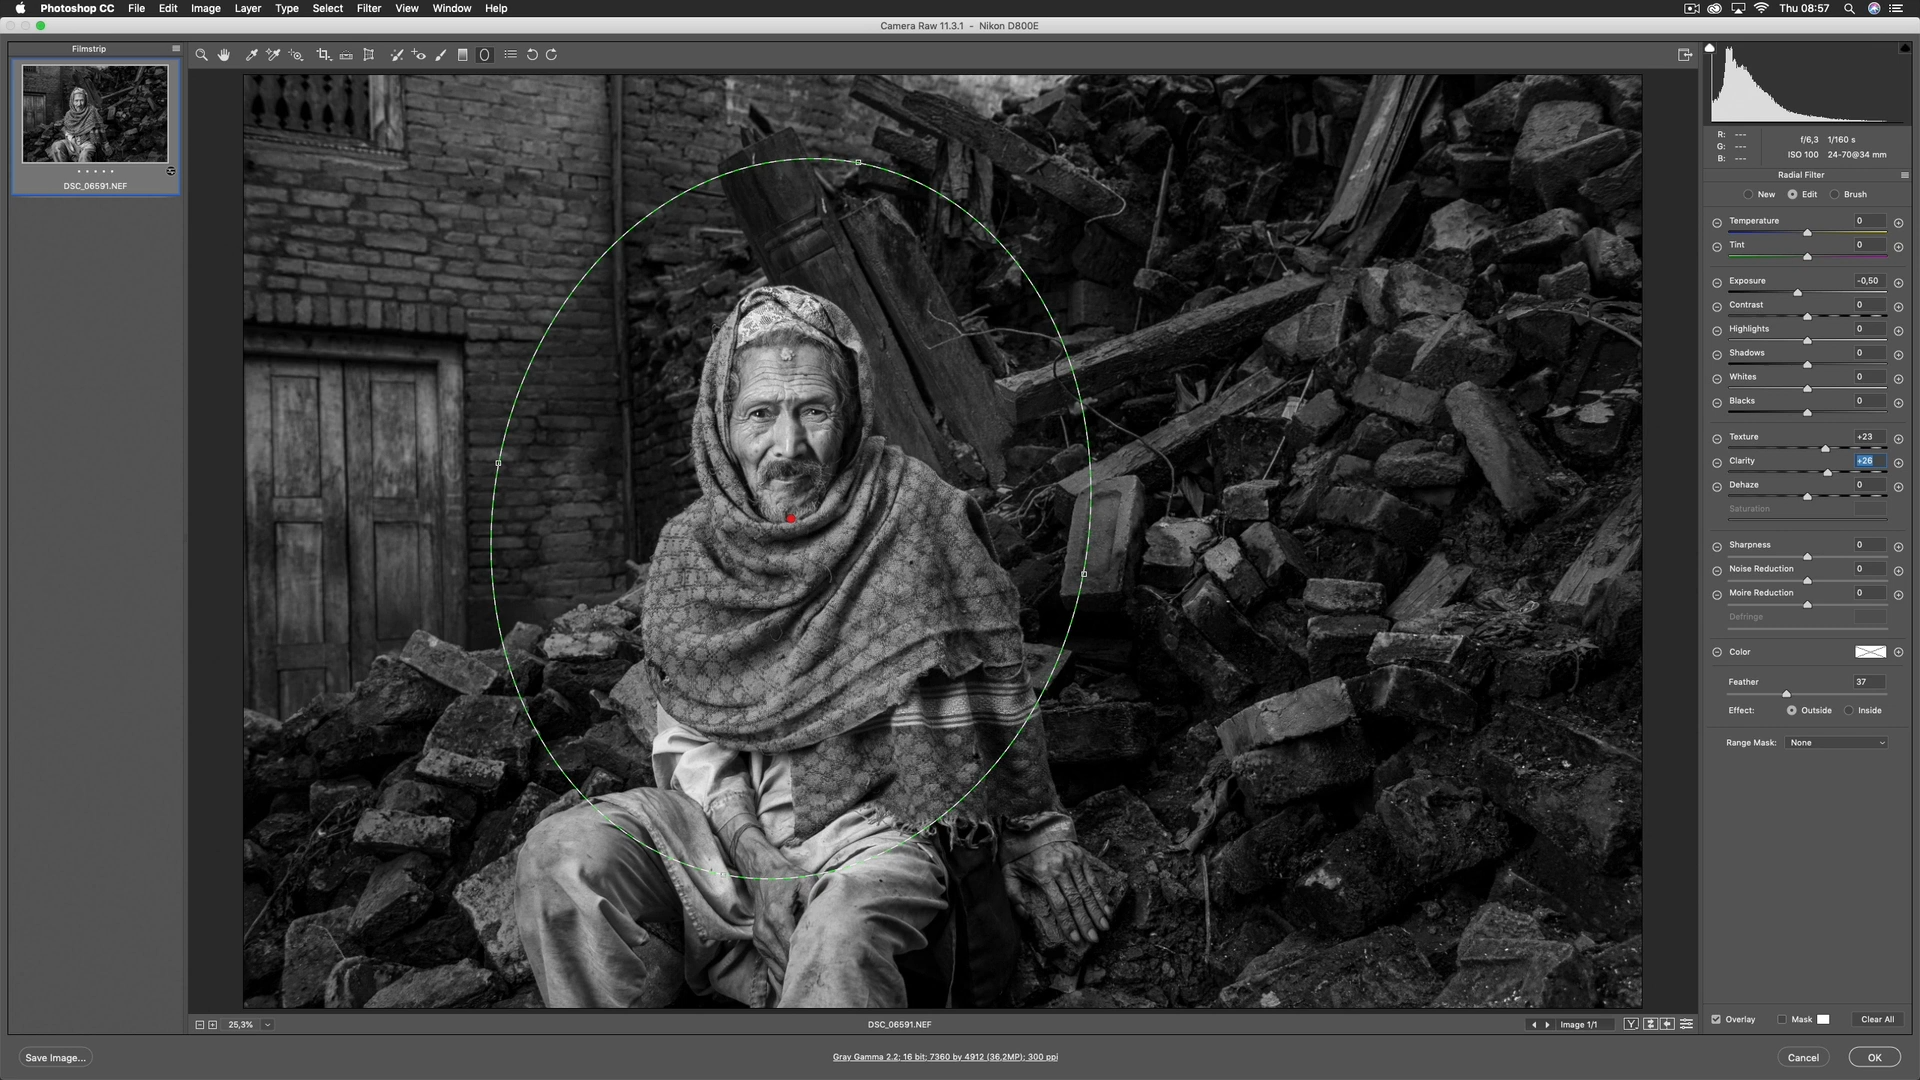 Photoshop CC File Edit Image Layer Type Select Filter View Window Help Thu 08:57
Camera Raw 11.3.1 - Nikon D800E
Filmstrip
DSC_06591.NEF
R: ---
G: ---
B: ---
f/6,3 1/160 s
ISO 100 24-70@34 mm
Radial Filter
New Edit Brush
Temperature 0
Tint 0
Exposure -0,50
Contrast 0
Highlights 0
Shadows 0
Whites 0
Blacks 0
Texture +23
Clarity +26
Dehaze 0
Saturation
Sharpness 0
Noise Reduction 0
Moire Reduction 0
Defringe
Color
Feather 37
Effect: Outside Inside
Range Mask: None
Overlay Mask Clear All
25,3% DSC_06591.NEF Image 1/1 Y
Save Image... Gray Gamma 2.2; 16 bit; 7360 by 4912 (36,2MP); 300 ppi Cancel OK